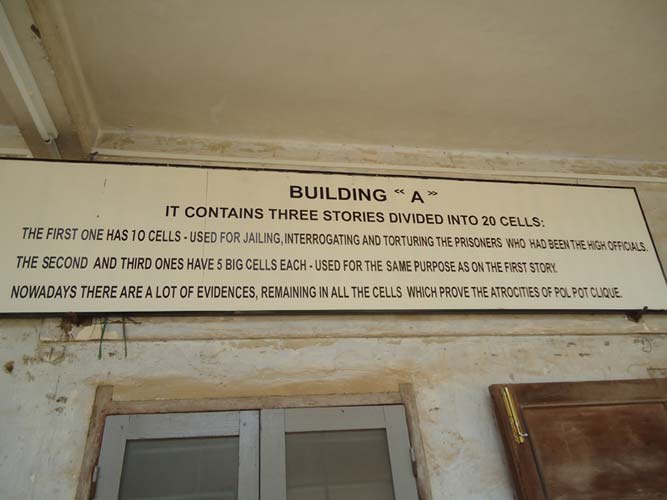 BUILDING “ A ”
IT CONTAINS THREE STORIES DIVIDED INTO 20 CELLS:
THE FIRST ONE HAS 10 CELLS - USED FOR JAILING, INTERROGATING AND TORTURING THE PRISONERS WHO HAD BEEN THE HIGH OFFICIALS.
THE SECOND AND THIRD ONES HAVE 5 BIG CELLS EACH - USED FOR THE SAME PURPOSE AS ON THE FIRST STORY.
NOWADAYS THERE ARE A LOT OF EVIDENCES, REMAINING IN ALL THE CELLS WHICH PROVE THE ATROCITIES OF POL POT CLIQUE.